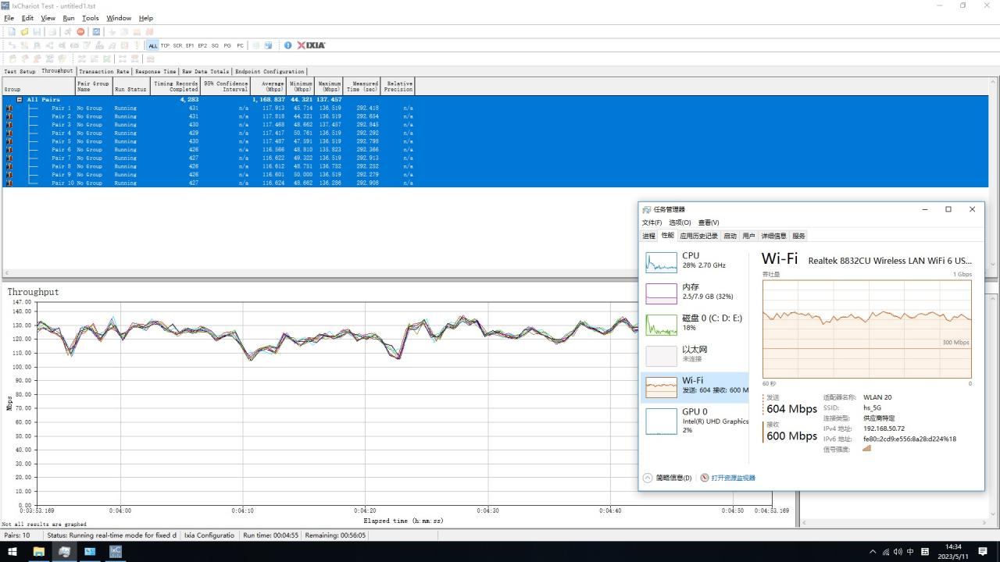 IxChariot Test - untitled1.tst
File Edit View Run Tools Window Help
ALL TCP SCR EP1 EP2 SQ PG PC XIXIA
Test Setup Throughput Transaction Rate Response Time Raw Data Totals Endpoint Configuration
Group Pair Group Name Run Status Timing Records Completed 95% Confidence Interval Average (Mbps) Minimum (Mbps) Maximum (Mbps) Measured Time (sec) Relative Precision
All Pairs 4,283 1,168.837 44.321 137.457
Pair 1 No Group Running 431 n/a 117.913 45.714 136.519 292.418 n/a
Pair 2 No Group Running 431 n/a 117.818 44.321 136.519 292.654 n/a
Pair 3 No Group Running 430 n/a 117.468 48.662 137.457 292.845 n/a
Pair 4 No Group Running 429 n/a 117.417 50.761 136.519 292.292 n/a
Pair 5 No Group Running 430 n/a 117.487 47.591 136.519 292.798 n/a
Pair 6 No Group Running 426 n/a 116.566 48.810 135.823 292.366 n/a
Pair 7 No Group Running 427 n/a 116.622 49.322 136.519 292.913 n/a
Pair 8 No Group Running 426 n/a 116.612 48.751 136.752 292.252 n/a
Pair 9 No Group Running 426 n/a 116.601 50.000 136.519 292.279 n/a
Pair 10 No Group Running 427 n/a 116.624 48.662 136.286 292.908 n/a
Throughput
147.00
140.00
130.00
120.00
110.00
100.00
90.00
80.00
70.00
60.00
50.00
40.00
30.00
20.00
10.00
0.00
Mbps
0:03:53.169 0:04:00 0:04:10 0:04:20 0:04:30 0:04:40 0:04:50 0:04:53.169
Elapsed time (h:mm:ss)
Not all results are graphed
任务管理器
文件(F) 选项(O) 查看(V)
进程 性能 应用历史记录 启动 用户 详细信息 服务
CPU
28% 2.70 GHz
内存
2.5/7.9 GB (32%)
磁盘 0 (C: D: E:)
18%
以太网
未连接
Wi-Fi
发送: 604 接收: 600 M
GPU 0
Intel(R) UHD Graphics
2%
Wi-Fi Realtek 8832CU Wireless LAN WiFi 6 US...
吞吐量 1 Gbps
300 Mbps
60 秒 0
发送
604 Mbps
接收
600 Mbps
适配器名称: WLAN 20
SSID: hs_5G
连接类型: 供应商特定
IPv4 地址: 192.168.50.72
IPv6 地址: fe80::2cd9:e556:8a28:d224%18
信号强度:
简略信息(D) 打开资源监视器
Pairs: 10 Status: Running real-time mode for fixed d Ixia Configuratio Run time: 00:04:55 Remaining: 00:56:05
IxC
中
14:34
2023/5/11